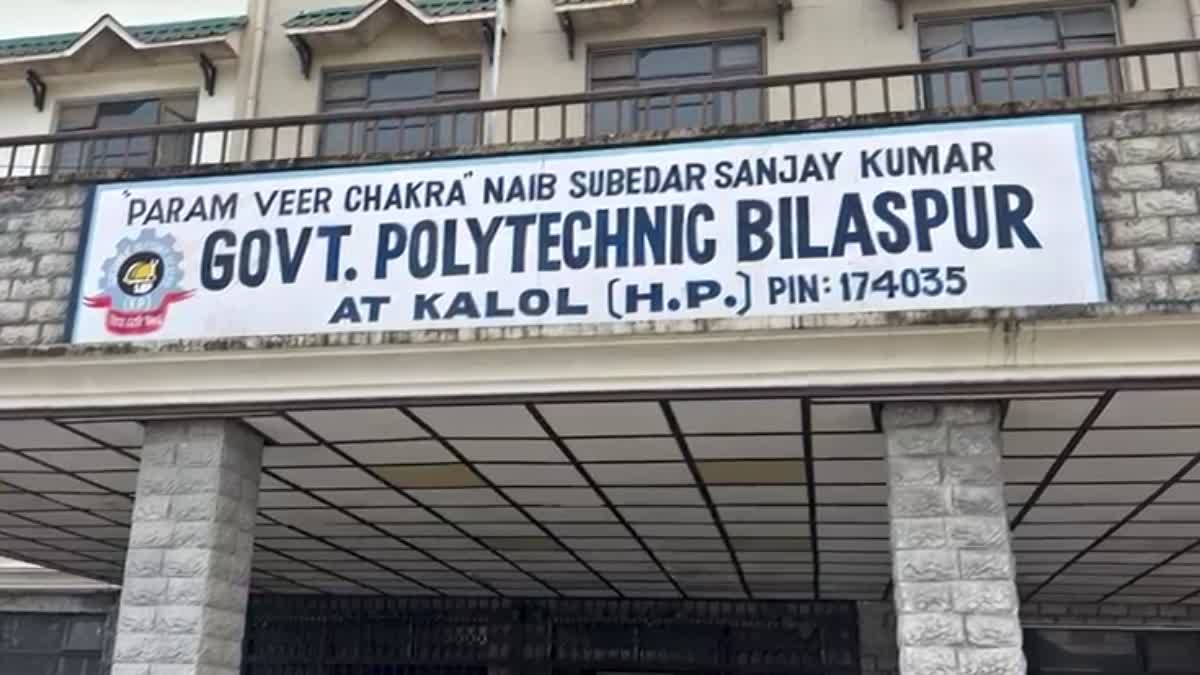 "PARAM VEER CHAKRA" NAIB SUBEDAR SANJAY KUMAR
GOVT. POLYTECHNIC BILASPUR
AT KALOL (H.P.) PIN: 174035